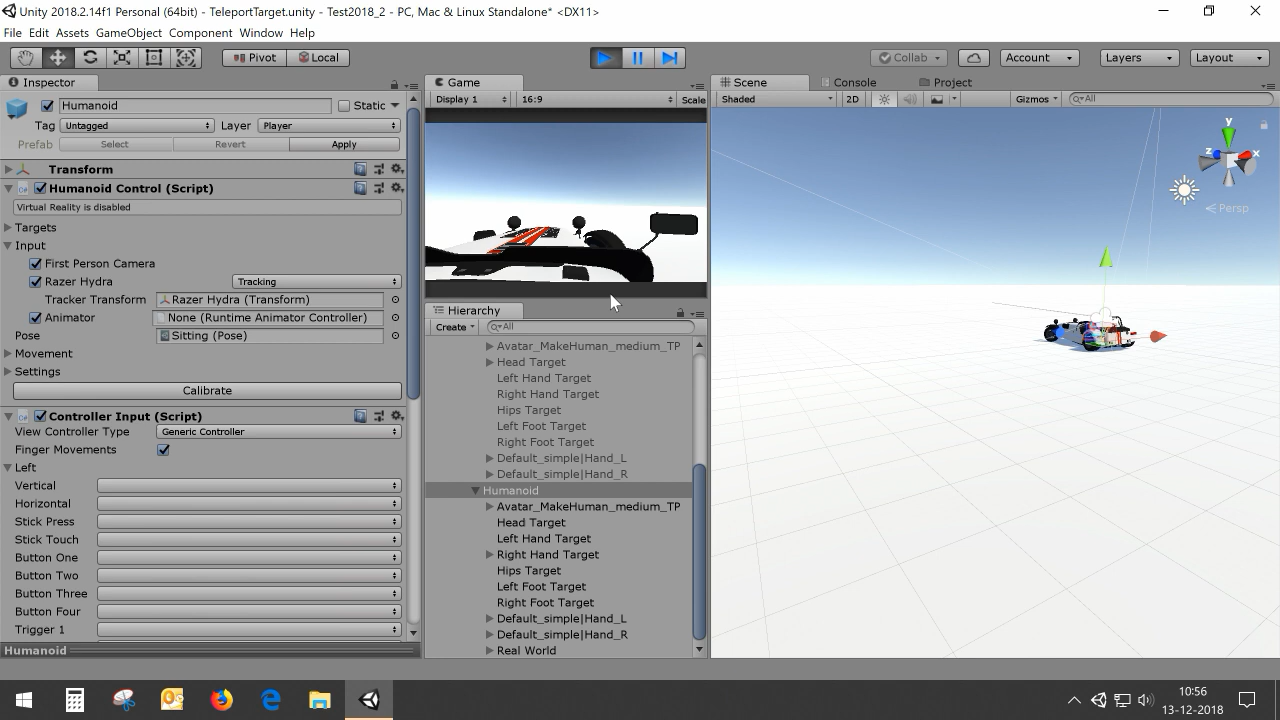 Unity 2018.2.14f1 Personal (64bit) - TeleportTarget.unity - Test2018_2 - PC, Mac & Linux Standalone* <DX11>
File Edit Assets GameObject Component Window Help
Pivot Local Collab Account Layers Layout
Inspector
Humanoid Static
Tag Untagged Layer Player
Prefab Select Revert Apply
Transform
Humanoid Control (Script)
Virtual Reality is disabled
Targets
Input
First Person Camera
Razer Hydra Tracking
Tracker Transform Razer Hydra (Transform)
Animator None (Runtime Animator Controller)
Pose Sitting (Pose)
Movement
Settings
Calibrate
Controller Input (Script)
View Controller Type Generic Controller
Finger Movements
Left
Vertical
Horizontal
Stick Press
Stick Touch
Button One
Button Two
Button Three
Button Four
Trigger 1
Humanoid
Game
Display 1 16:9 Scale
Hierarchy
Create All
Avatar_MakeHuman_medium_TP
Head Target
Left Hand Target
Right Hand Target
Hips Target
Left Foot Target
Right Foot Target
Default_simple|Hand_L
Default_simple|Hand_R
Humanoid
Avatar_MakeHuman_medium_TP
Head Target
Left Hand Target
Right Hand Target
Hips Target
Left Foot Target
Right Foot Target
Default_simple|Hand_L
Default_simple|Hand_R
Real World
Scene Console Project
Shaded 2D Gizmos All
y
z x
Persp
10:56
13-12-2018